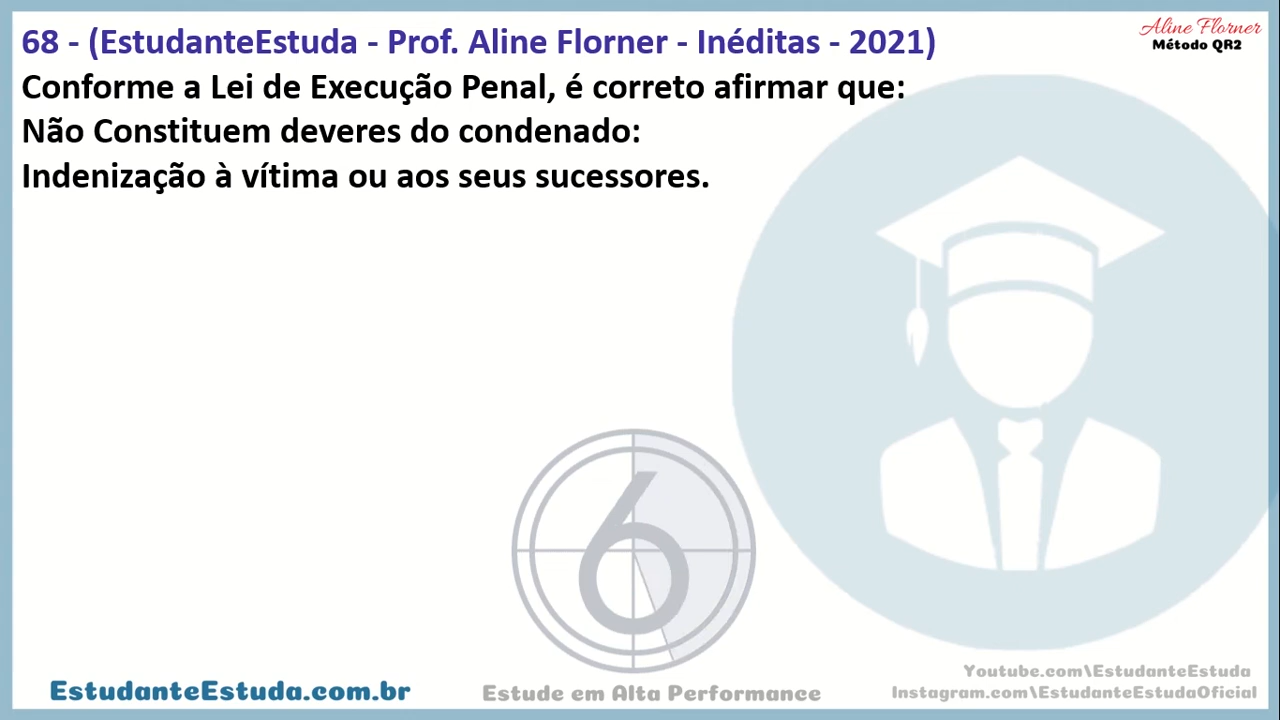 68 - (EstudanteEstuda - Prof. Aline Florner - Inéditas - 2021)
Aline Florner
Método QR2
Conforme a Lei de Execução Penal, é correto afirmar que:
Não Constituem deveres do condenado:
Indenização à vítima ou aos seus sucessores.
6
Youtube.com\EstudanteEstuda
EstudanteEstuda.com.br
Estude em Alta Performance
Instagram.com\EstudanteEstudaOficial